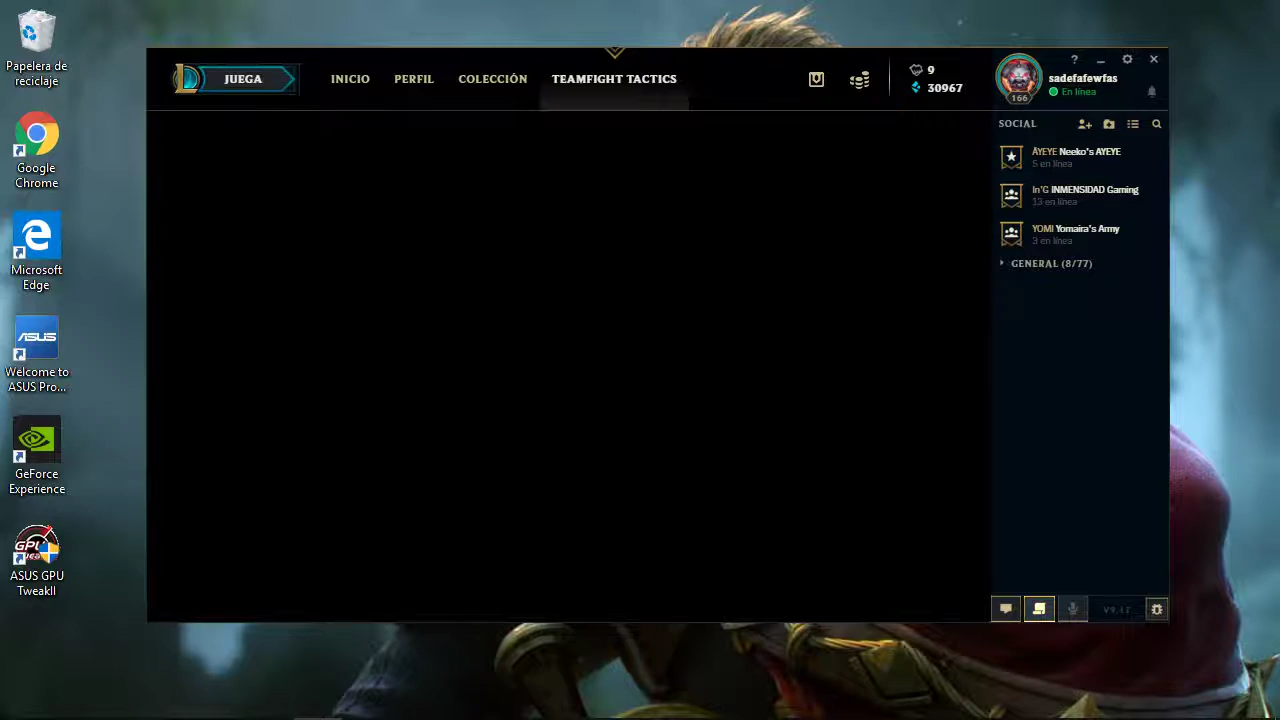 Papelera de
reciclaje
Google
Chrome
Microsoft
Edge
ASUS
Welcome to
ASUS Pro...
GeForce
Experience
ASUS GPU
TweakII
JUEGA
INICIO
PERFIL
COLECCIÓN
TEAMFIGHT TACTICS
9
30967
166
?
sadefafewfas
En línea
SOCIAL
ÄYEYE Neeko's AYEYE
5 en línea
In'G INMENSIDAD Gaming
13 en línea
YOMI Yomaira's Army
3 en línea
GENERAL (8/77)